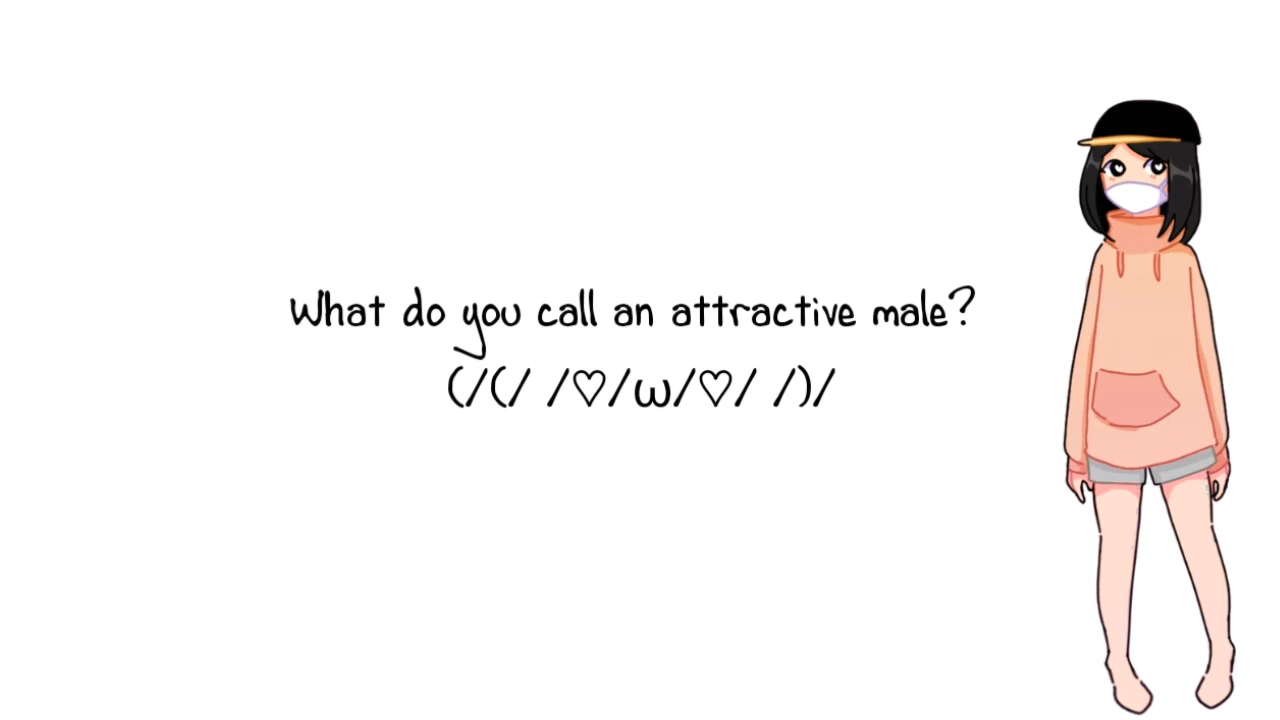 What do you call an attractive male?
(/(/ /♡/ω/♡/ /)/